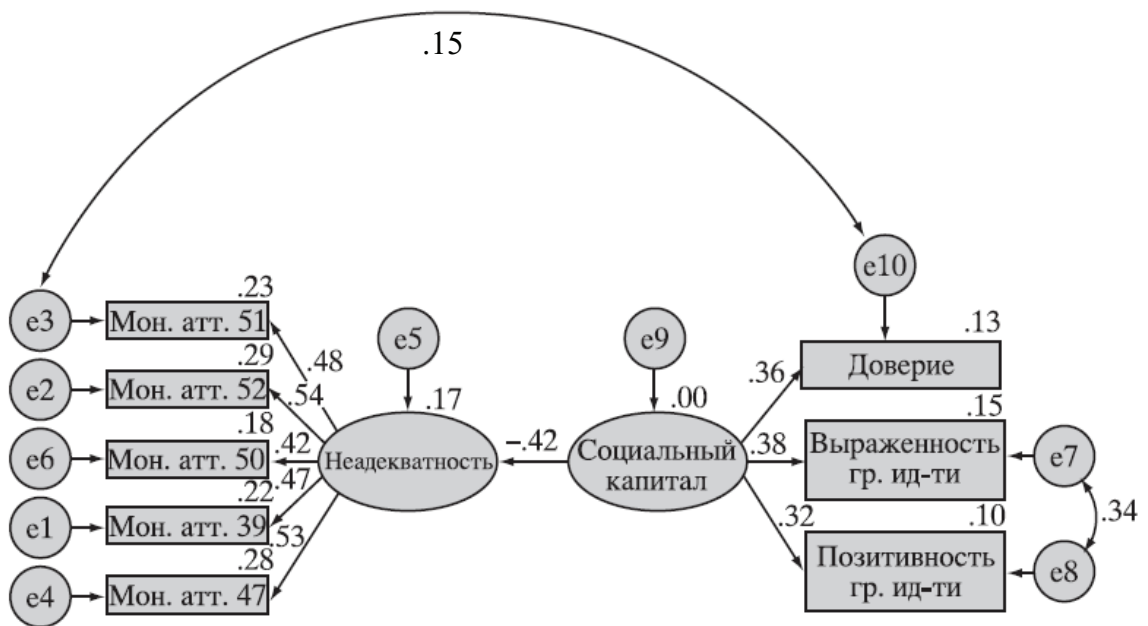 .15
e10
.23
e3
Мон. атт. 51
e5
e9
.13
.48
Доверие
.29
.36
e2
Мон. атт. 52
.54
.17
.00
.15
.18
e6
Мон. атт. 50
.42
Неадекватность
-.42
Социальный
капитал
.38
Выраженность
гр. ид-ти
e7
.22
.47
.32
.10
.34
e1
Мон. атт. 39
.53
Позитивность
гр. ид-ти
e8
.28
e4
Мон. атт. 47